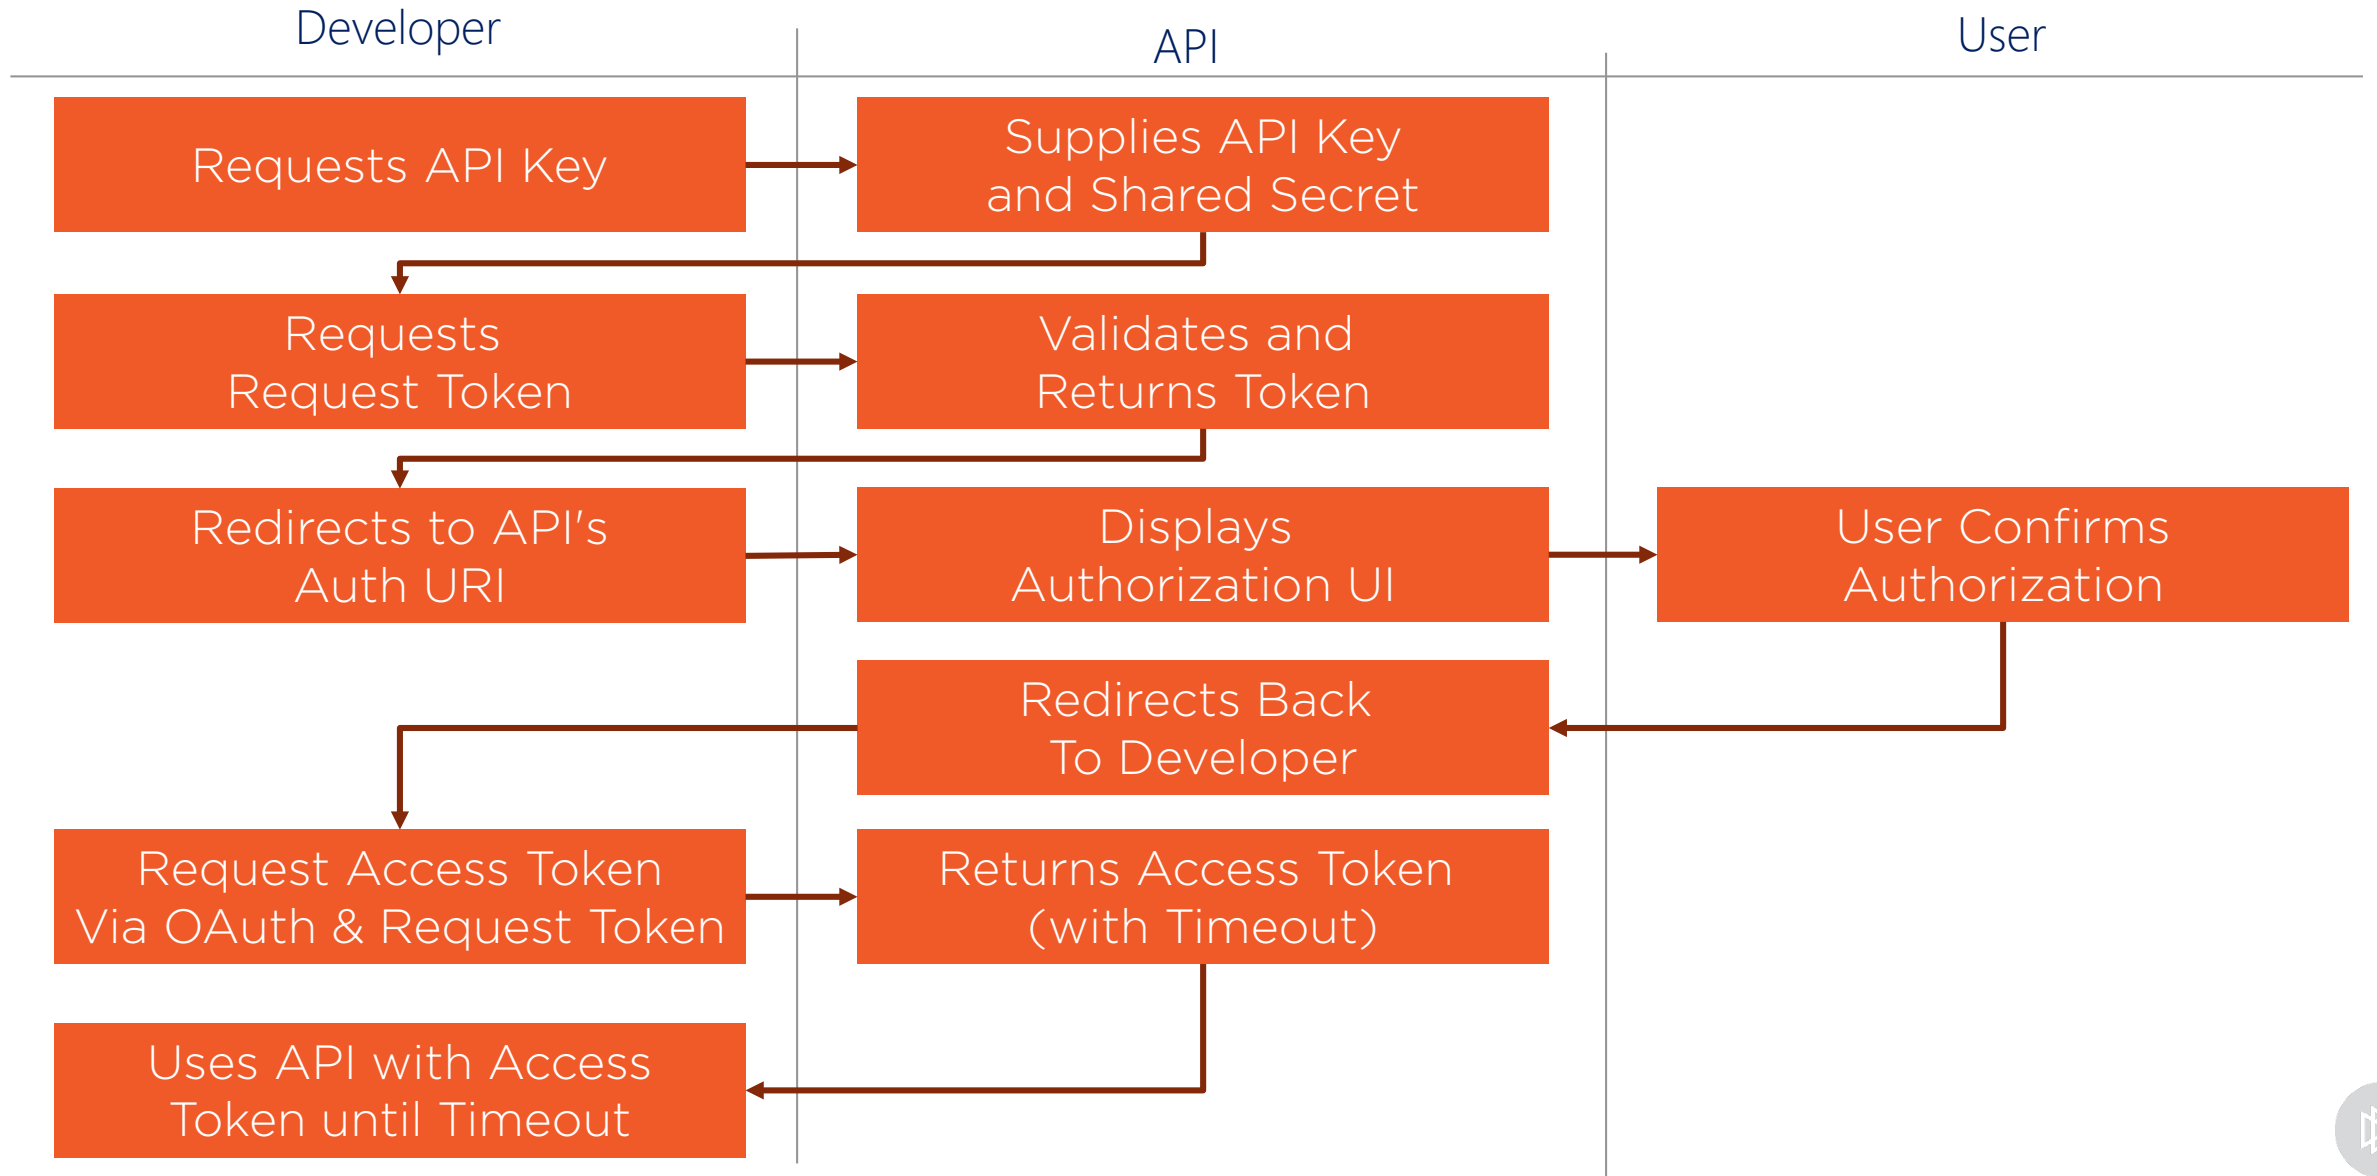 Developer
API
User
Requests API Key
Supplies API Key
and Shared Secret
Requests
Request Token
Validates and
Returns Token
Redirects to API's
Auth URI
Displays
Authorization UI
User Confirms
Authorization
Redirects Back
To Developer
Request Access Token
Via OAuth & Request Token
Returns Access Token
(with Timeout)
Uses API with Access
Token until Timeout